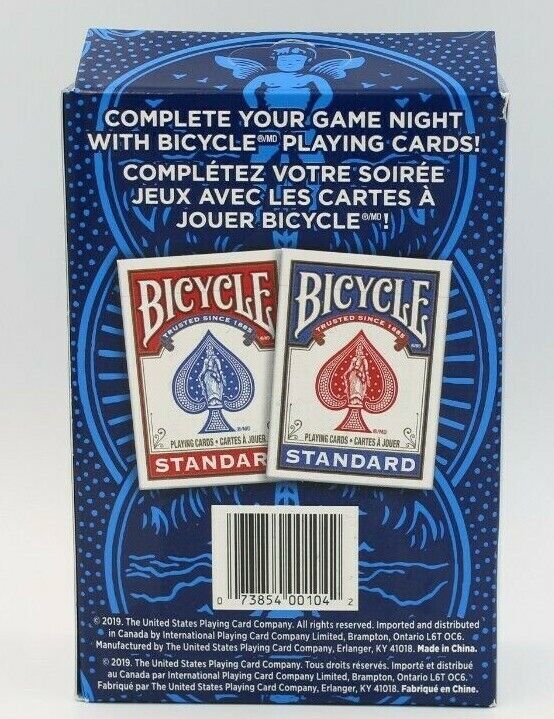 COMPLETE YOUR GAME NIGHT
WITH BICYCLE®/MD PLAYING CARDS!
COMPLÉTEZ VOTRE SOIRÉE
JEUX AVEC LES CARTES À
JOUER BICYCLE®/MD !
BICYCLE
TRUSTED SINCE 1885
®/MD
PLAYING CARDS • CARTES À JOUER
STANDAR
BICYCLE
TRUSTED SINCE 1885
®/MD
PLAYING CARDS • CARTES À JOUER
STANDARD
0 73854 00104 2
© 2019. The United States Playing Card Company. All rights reserved. Imported and distributed
in Canada by International Playing Card Company Limited, Brampton, Ontario L6T OC6.
Manufactured by The United States Playing Card Company, Erlanger, KY 41018. Made in China.
© 2019. The United States Playing Card Company. Tous droits réservés. Importé et distribué
au Canada par International Playing Card Company Limited, Brampton, Ontario L6T OC6.
Fabriqué par The United States Playing Card Company, Erlanger, KY 41018. Fabriqué en Chine.